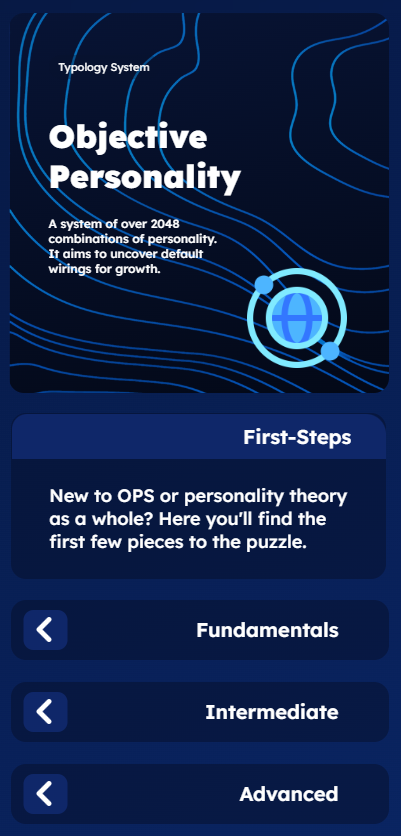 Typology System
Objective
Personality
A system of over 2048
combinations of personality.
It aims to uncover default
wirings for growth.
First-Steps
New to OPS or personality theory
as a whole? Here you'll find the
first few pieces to the puzzle.
Fundamentals
Intermediate
Advanced